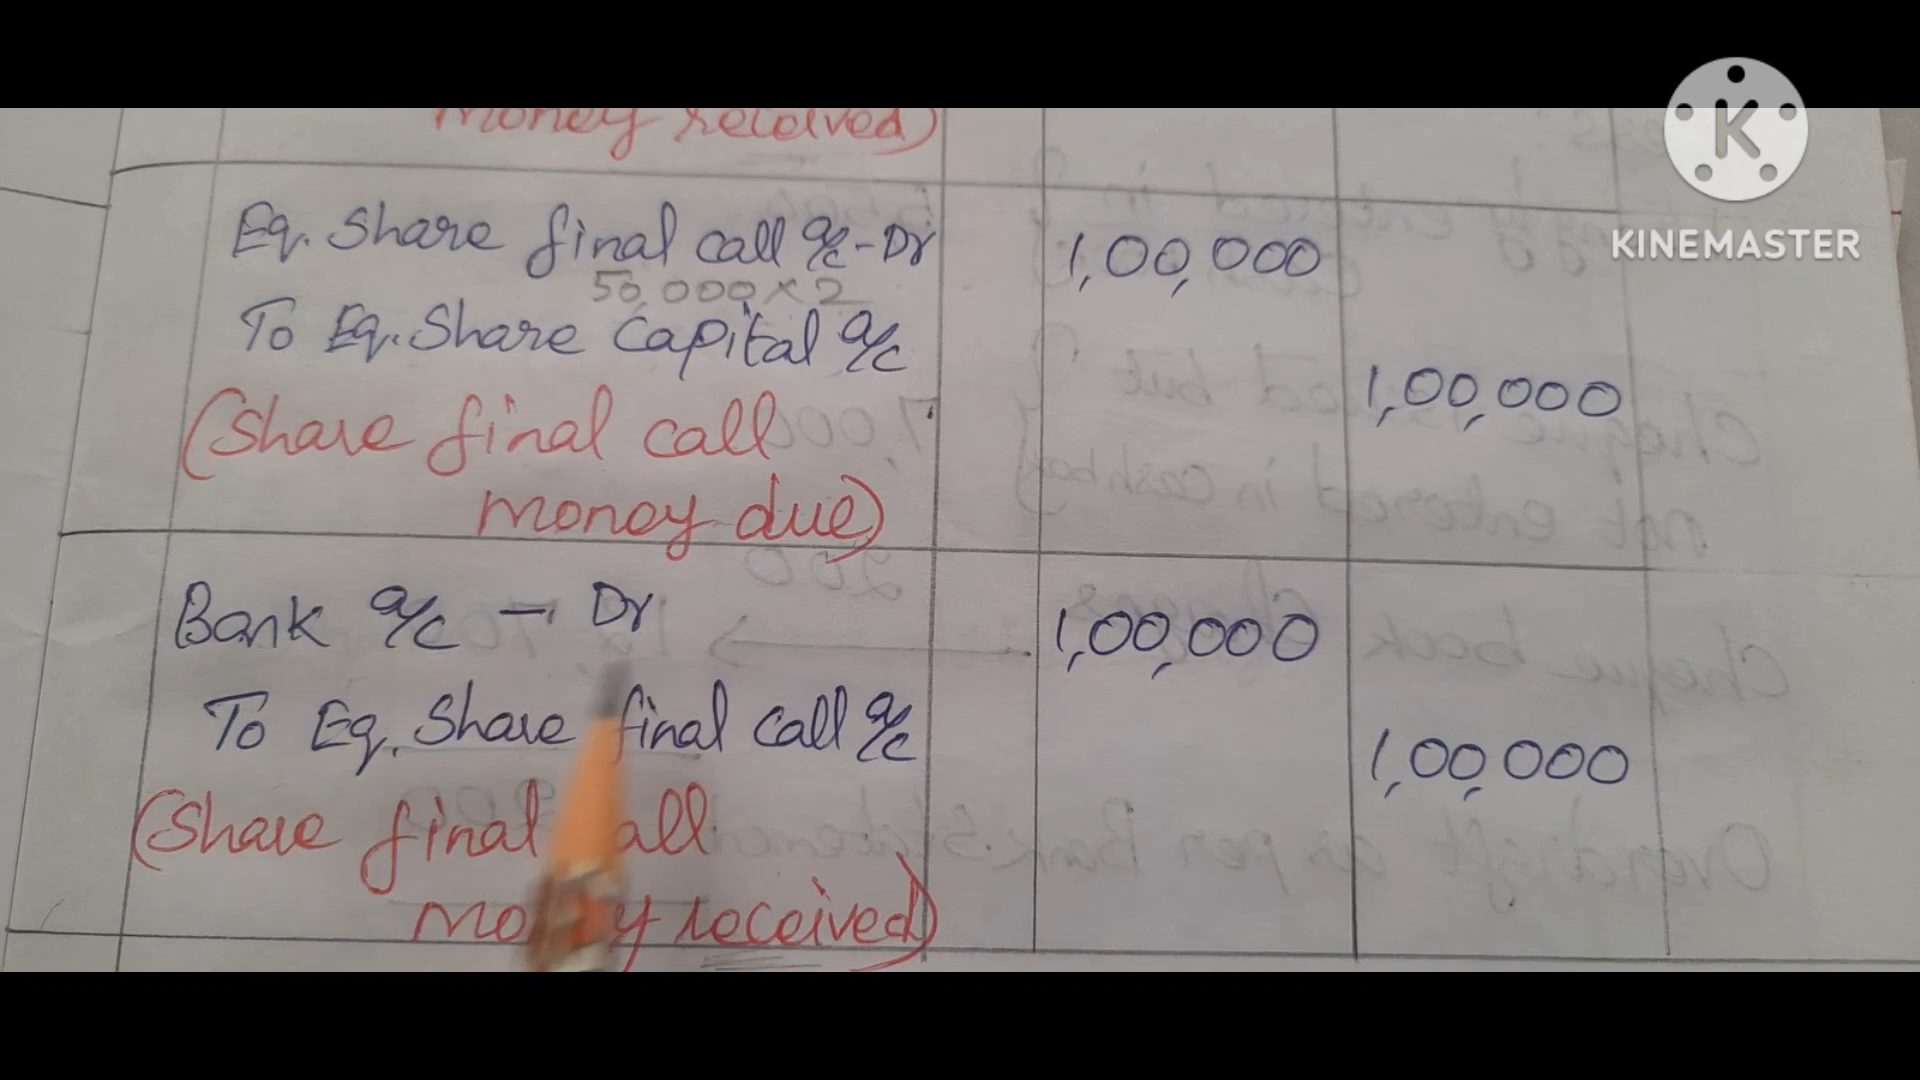 money received)
K
KINEMASTER
Eq. Share final call a/c - Dr 1,00,000
50,000 × 2
To Eq. Share Capital a/c 1,00,000
(Share final call
money due)
Bank a/c - Dr 1,00,000
To Eq. Share final call a/c 1,00,000
(Share final call
money received)